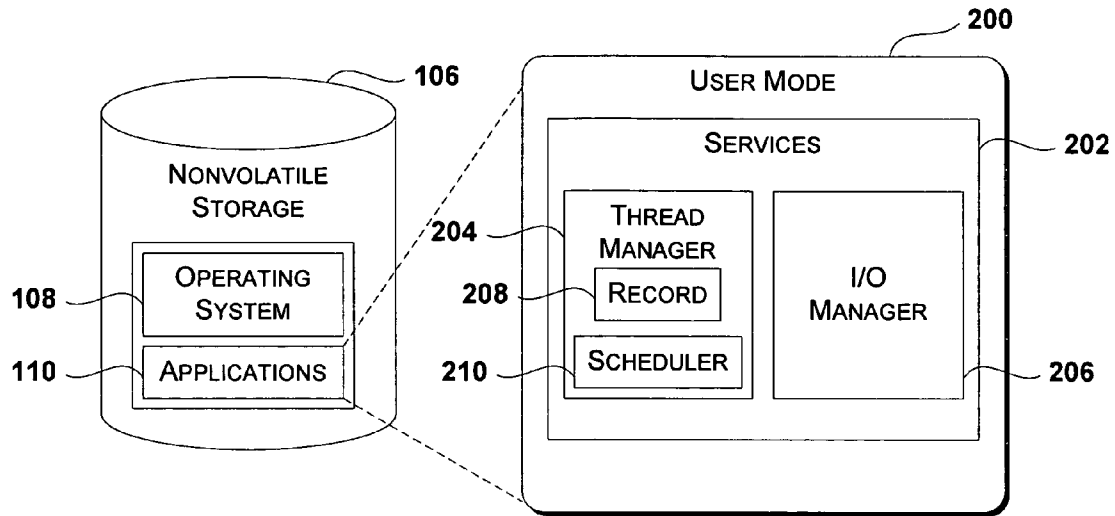 200
106
USER MODE
SERVICES
202
NONVOLATILE
STORAGE
204
THREAD
MANAGER
OPERATING
SYSTEM
108
208
RECORD
I/O
MANAGER
110
APPLICATIONS
210
SCHEDULER
206